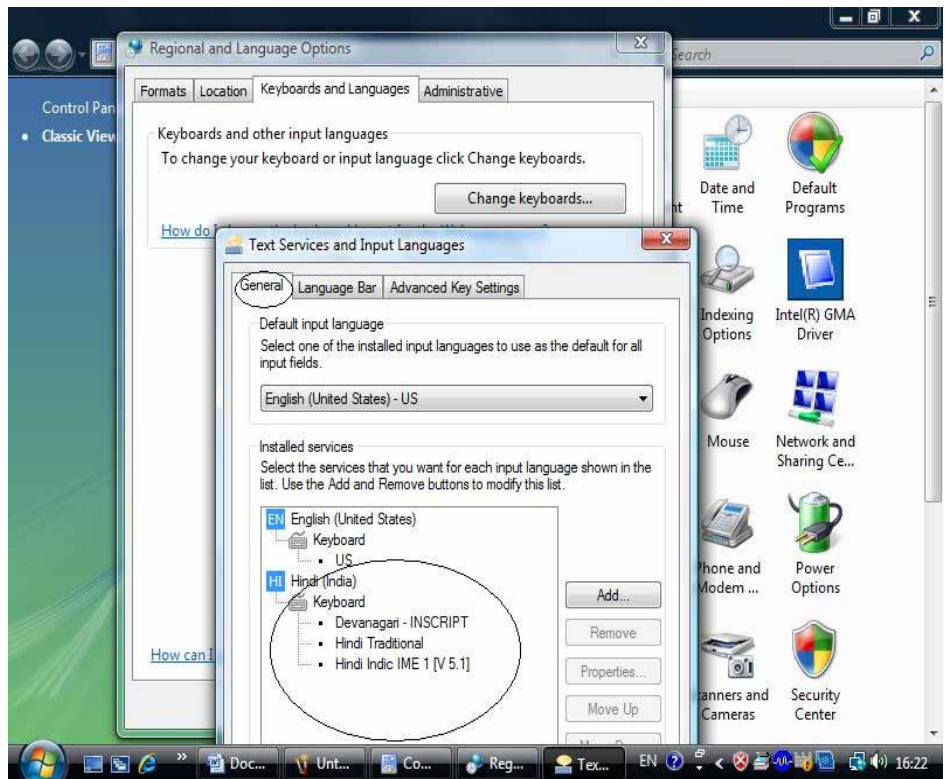 Regional and Language Options
Search
Control Pan
Classic View
Formats Location Keyboards and Languages Administrative
Keyboards and other input languages
To change your keyboard or input language click Change keyboards.
Change keyboards...
How do I
Text Services and Input Languages
General Language Bar Advanced Key Settings
Default input language
Select one of the installed input languages to use as the default for all
input fields.
English (United States) - US
Installed services
Select the services that you want for each input language shown in the
list. Use the Add and Remove buttons to modify this list.
EN English (United States)
Keyboard
US
HI Hindi (India)
Keyboard
Devanagari - INSCRIPT
Hindi Traditional
Hindi Indic IME 1 [V 5.1]
Add...
Remove
Properties...
Move Up
How can I
Date and
Time
Default
Programs
Indexing
Options
Intel(R) GMA
Driver
Mouse
Network and
Sharing Ce...
Phone and
Modem ...
Power
Options
canners and
Cameras
Security
Center
Doc... Unt... Co... Reg... Tex... EN 16:22